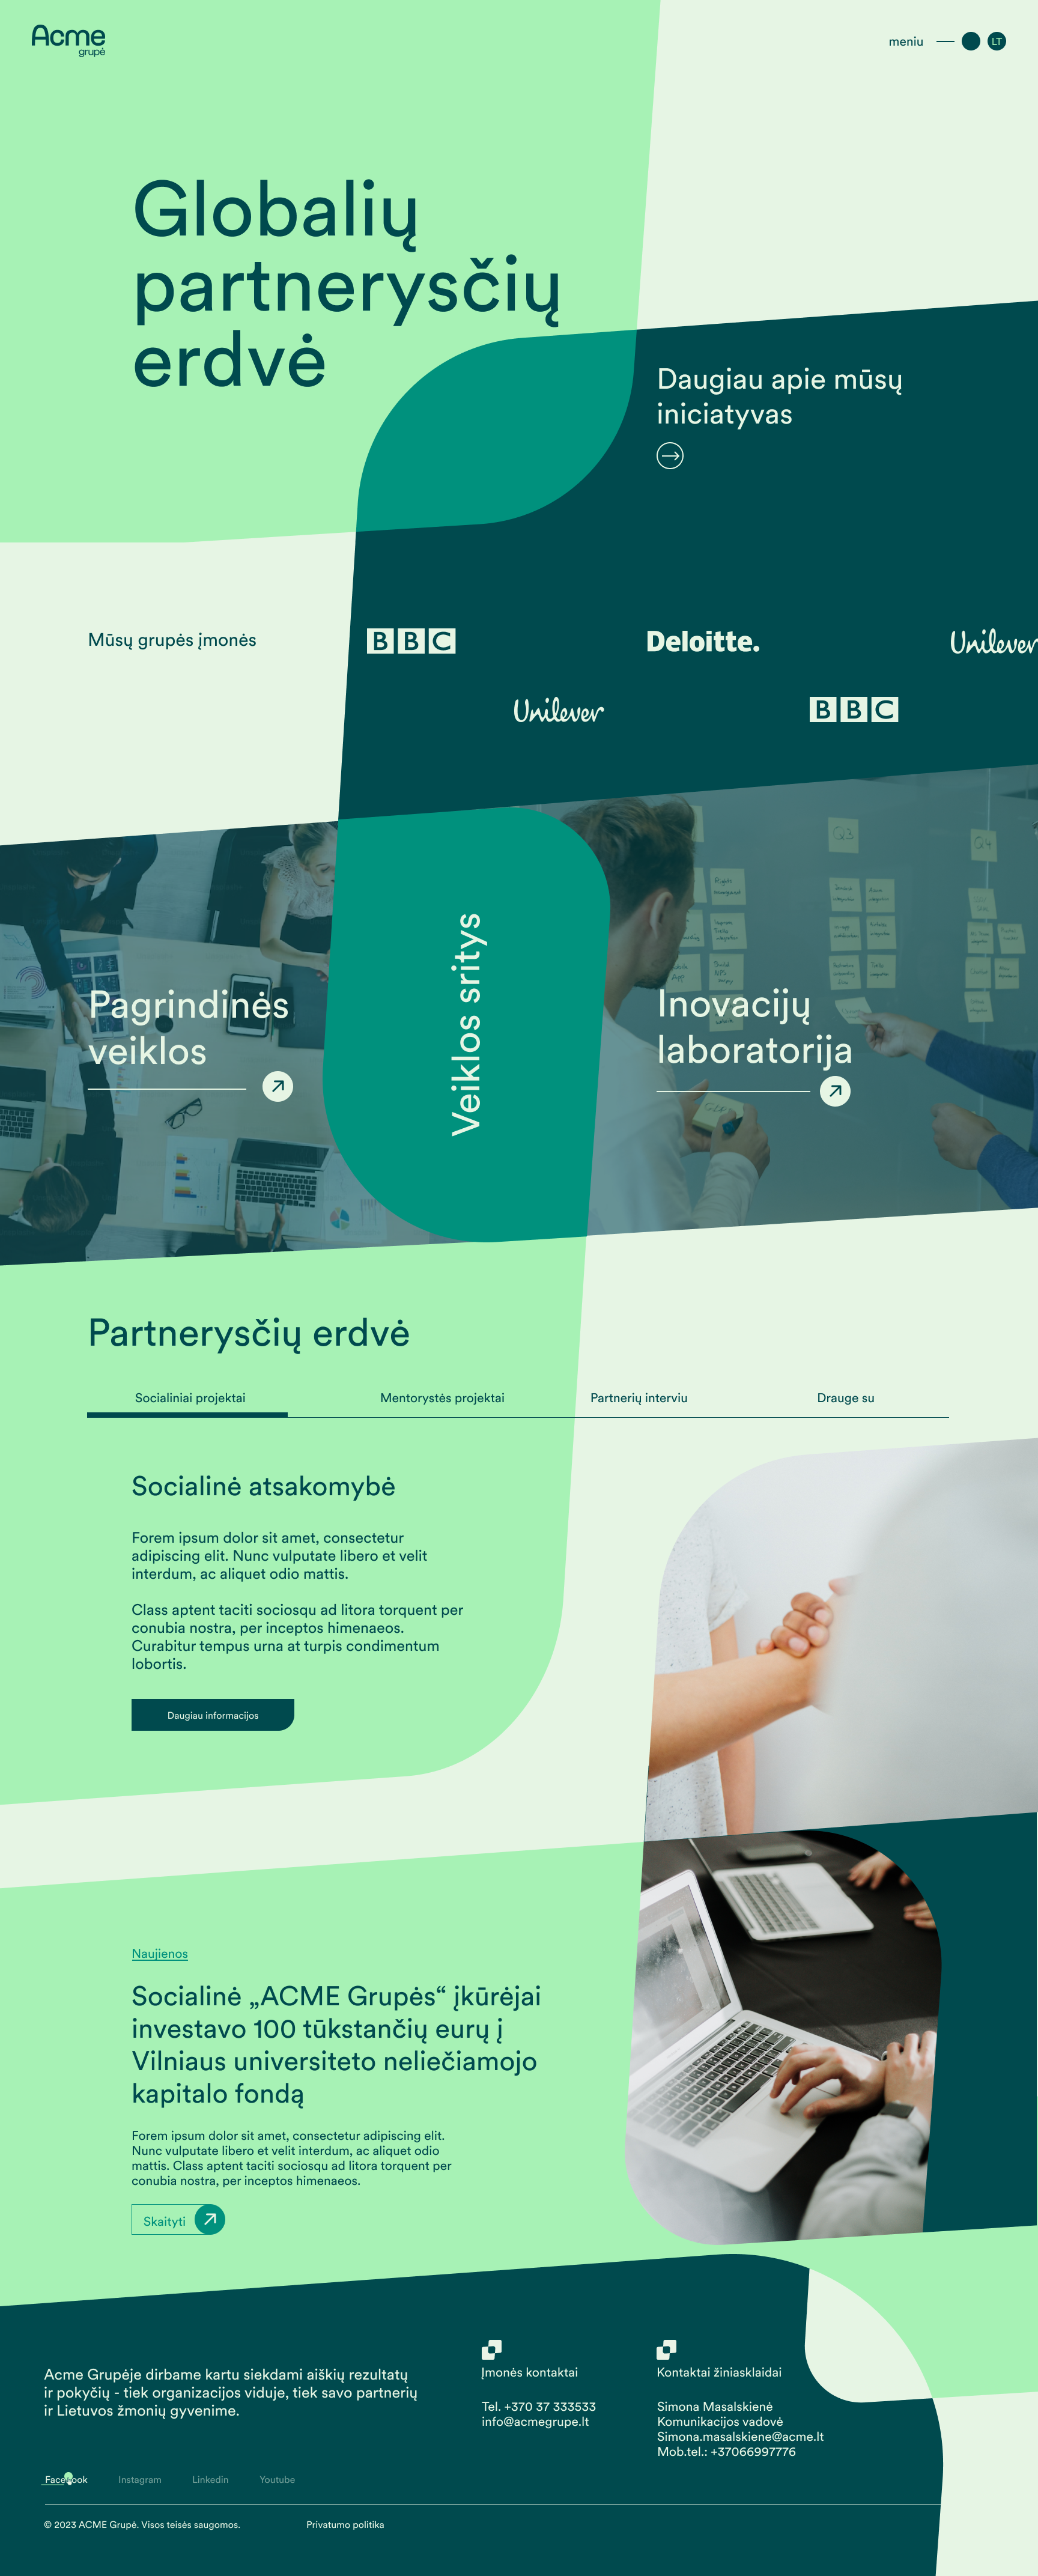 Acme
grupė
meniu
LT
Globalių
partnerysčių
erdvė
Daugiau apie mūsų
iniciatyvas
Mūsų grupės įmonės
BBC
Deloitte.
Unilever
Unilever
BBC
Q3
Q4
Pagrindinės
veiklos
Veiklos sritys
Inovacijų
laboratorija
Partnerysčių erdvė
Socialiniai projektai
Mentorystės projektai
Partnerių interviu
Drauge su
Socialinė atsakomybė
Forem ipsum dolor sit amet, consectetur
adipiscing elit. Nunc vulputate libero et velit
interdum, ac aliquet odio mattis.
Class aptent taciti sociosqu ad litora torquent per
conubia nostra, per inceptos himenaeos.
Curabitur tempus urna at turpis condimentum
lobortis.
Daugiau informacijos
Naujienos
Socialinė „ACME Grupės“ įkūrėjai
investavo 100 tūkstančių eurų į
Vilniaus universiteto neliečiamojo
kapitalo fondą
Forem ipsum dolor sit amet, consectetur adipiscing elit.
Nunc vulputate libero et velit interdum, ac aliquet odio
mattis. Class aptent taciti sociosqu ad litora torquent per
conubia nostra, per inceptos himenaeos.
Skaityti
Acme Grupėje dirbame kartu siekdami aiškių rezultatų
ir pokyčių - tiek organizacijos viduje, tiek savo partnerių
ir Lietuvos žmonių gyvenime.
Įmonės kontaktai
Tel. +370 37 333533
info@acmegrupe.lt
Kontaktai žiniasklaidai
Simona Masalskienė
Komunikacijos vadovė
Simona.masalskiene@acme.lt
Mob.tel.: +37066997776
Facebook
Instagram
Linkedin
Youtube
© 2023 ACME Grupė. Visos teisės saugomos.
Privatumo politika